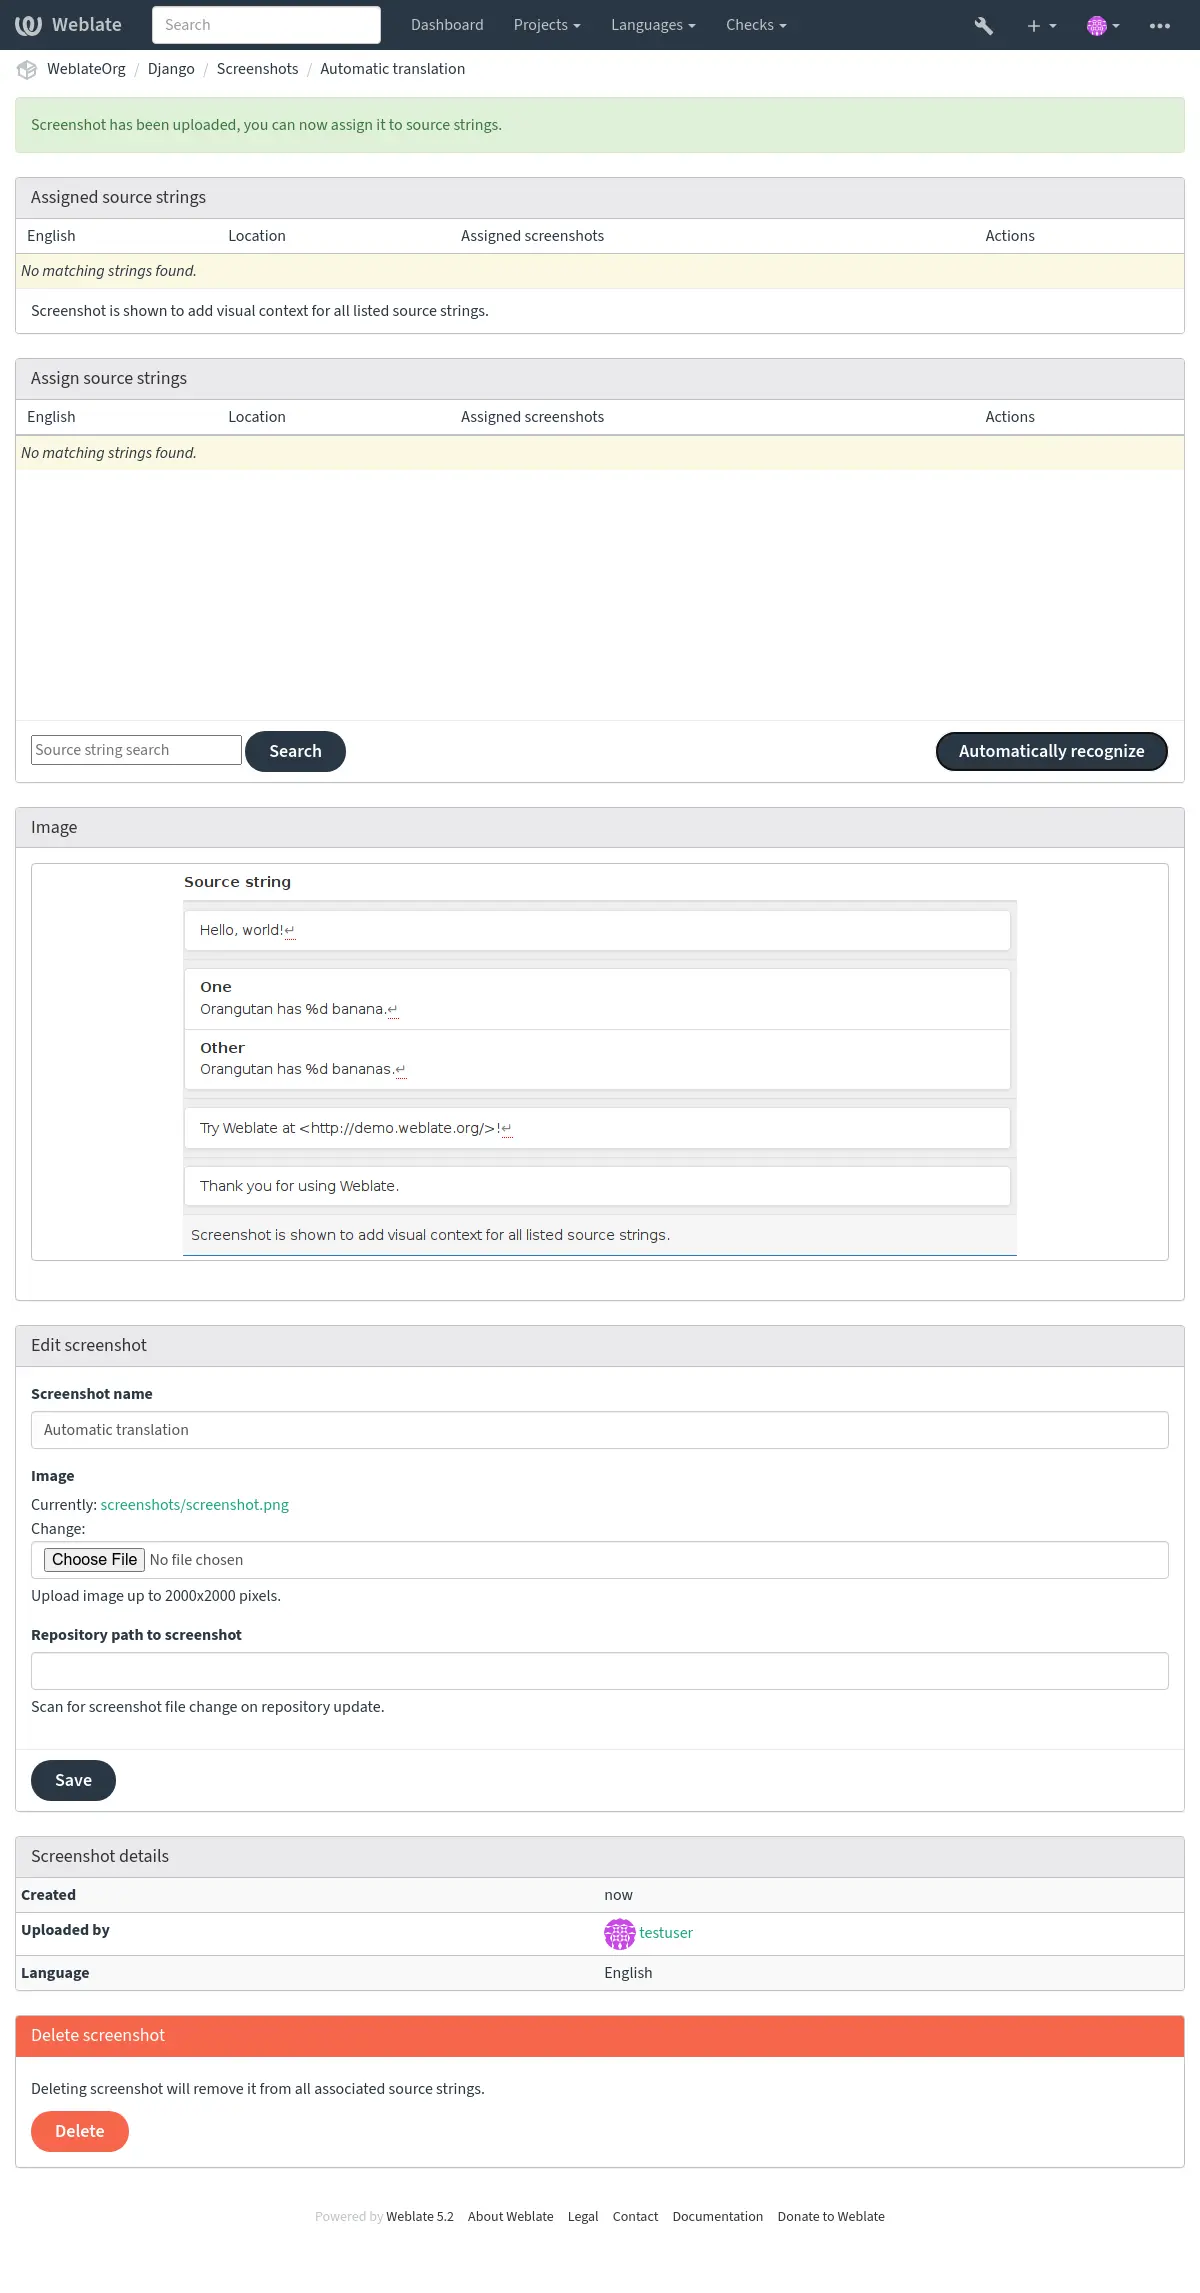 Weblate Search Dashboard Projects Languages Checks
WeblateOrg / Django / Screenshots / Automatic translation
Screenshot has been uploaded, you can now assign it to source strings.
Assigned source strings
English Location Assigned screenshots Actions
No matching strings found.
Screenshot is shown to add visual context for all listed source strings.
Assign source strings
English Location Assigned screenshots Actions
No matching strings found.
Source string search Search Automatically recognize
Image
Source string
Hello, world!↵
One
Orangutan has %d banana.↵
Other
Orangutan has %d bananas.↵
Try Weblate at <http://demo.weblate.org/>!↵
Thank you for using Weblate.
Screenshot is shown to add visual context for all listed source strings.
Edit screenshot
Screenshot name
Automatic translation
Image
Currently: screenshots/screenshot.png
Change:
Choose File No file chosen
Upload image up to 2000x2000 pixels.
Repository path to screenshot
Scan for screenshot file change on repository update.
Save
Screenshot details
Created now
Uploaded by testuser
Language English
Delete screenshot
Deleting screenshot will remove it from all associated source strings.
Delete
Powered by Weblate 5.2 About Weblate Legal Contact Documentation Donate to Weblate